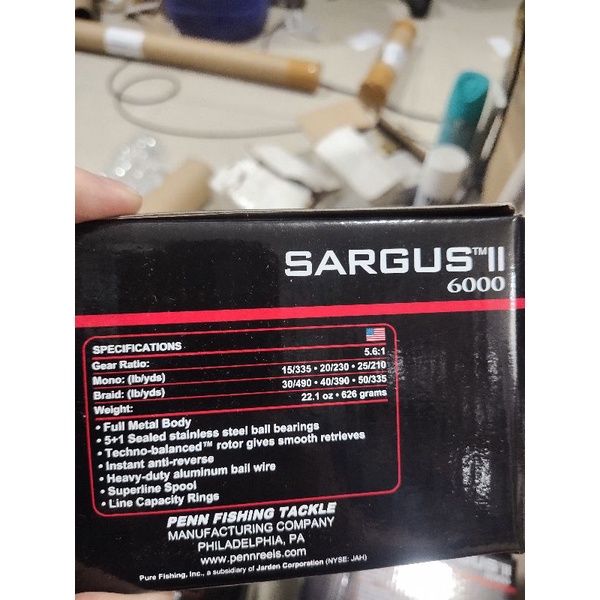 SARGUS™II
6000
SPECIFICATIONS
Gear Ratio: 5.6:1
Mono: (lb/yds) 15/335 • 20/230 • 25/210
Braid: (lb/yds) 30/490 • 40/390 • 50/335
Weight: 22.1 oz • 626 grams
• Full Metal Body
• 5+1 Sealed stainless steel ball bearings
• Techno-balanced™ rotor gives smooth retrieves
• Instant anti-reverse
• Heavy-duty aluminum bail wire
• Superline Spool
• Line Capacity Rings
PENN FISHING TACKLE
MANUFACTURING COMPANY
PHILADELPHIA, PA
www.pennreels.com
Pure Fishing, Inc., a subsidiary of Jarden Corporation (NYSE: JAH)